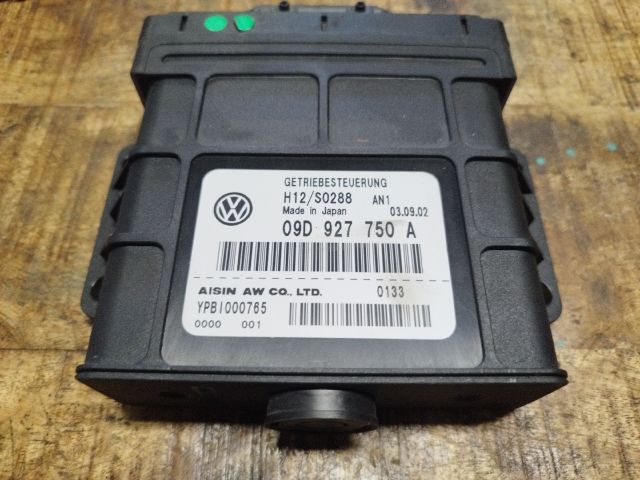 GETRIEBESTEUERUNG
H12/S0288 AN1
Made in Japan 03.09.02
09D 927 750 A
AISIN AW CO., LTD. 0133
YPBI000765
0000 001